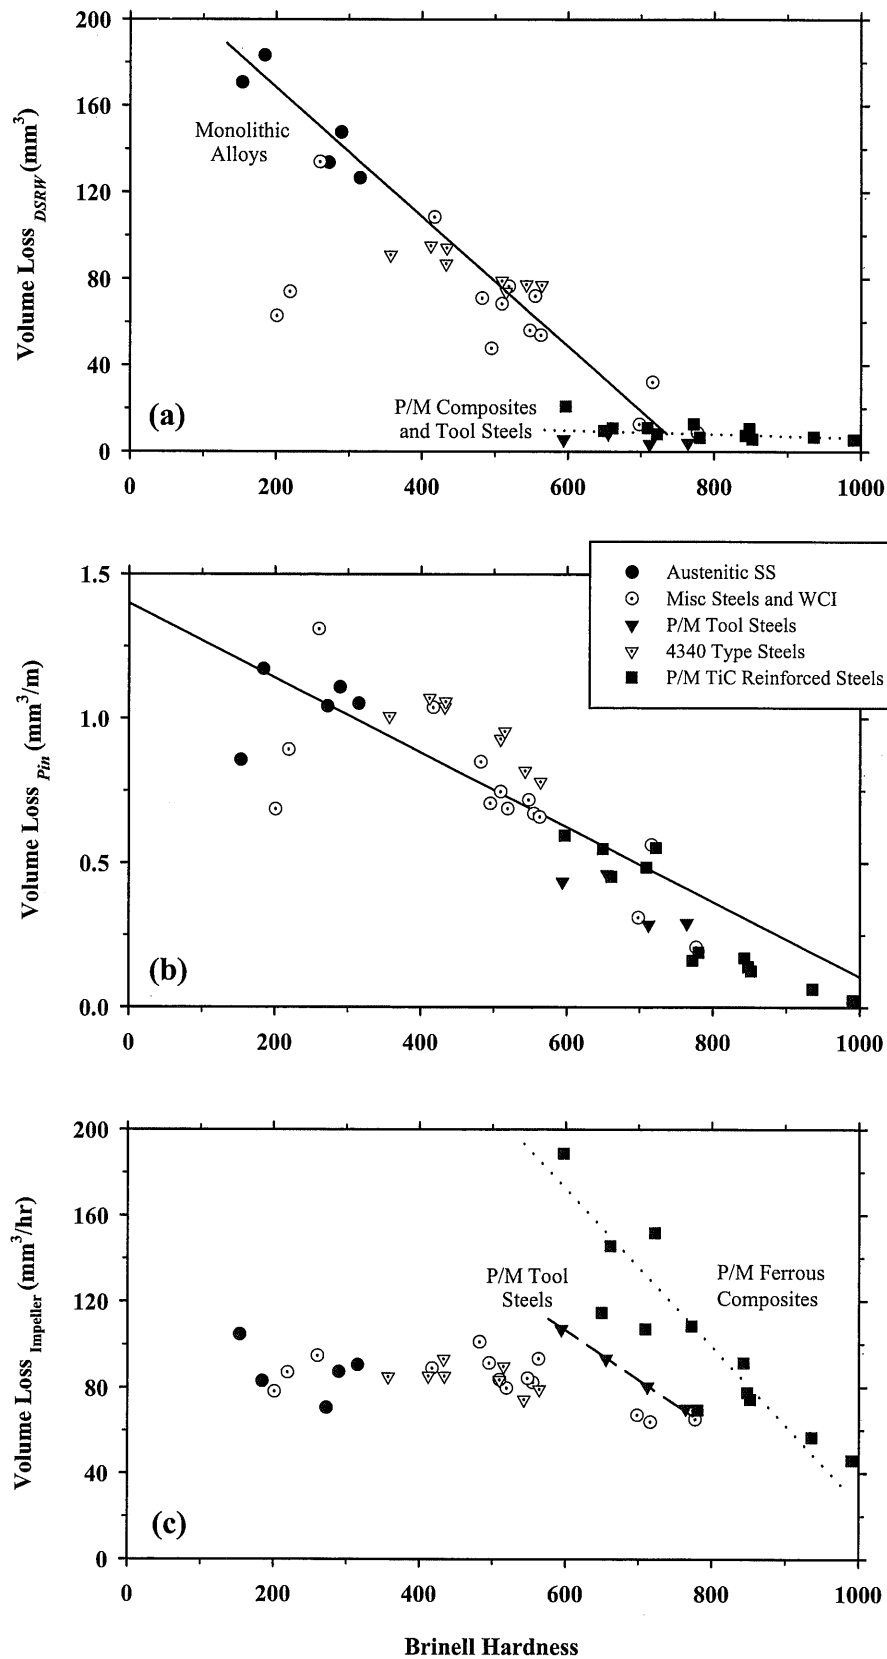 200
160
120
80
40
0
Volume Loss DSRW (mm³)
Monolithic
Alloys
P/M Composites
and Tool Steels
(a)
0 200 400 600 800 1000
1.5
1.0
0.5
0.0
Volume Loss Pin (mm³/m)
Austenitic SS
Misc Steels and WCI
P/M Tool Steels
4340 Type Steels
P/M TiC Reinforced Steels
(b)
0 200 400 600 800 1000
200
160
120
80
40
0
Volume Loss Impeller (mm³/hr)
P/M Tool
Steels
P/M Ferrous
Composites
(c)
0 200 400 600 800 1000
Brinell Hardness